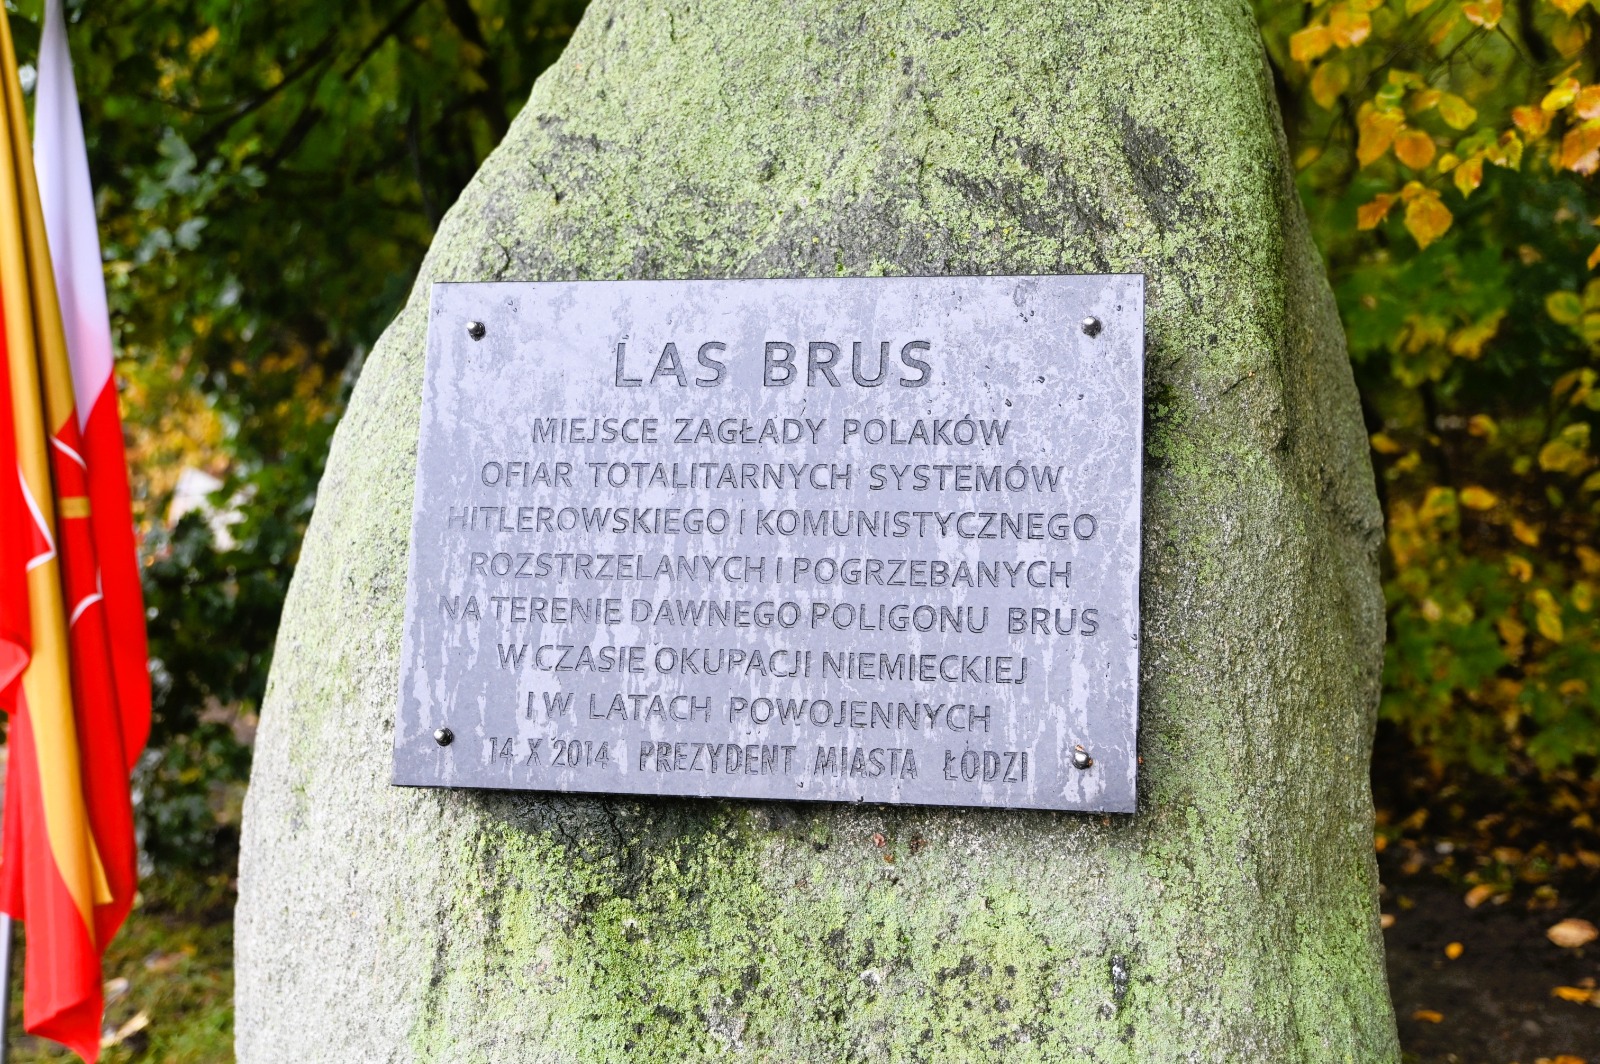 LAS BRUS
MIEJSCE ZAGŁADY POLAKÓW
OFIAR TOTALITARNYCH SYSTEMÓW
HITLEROWSKIEGO I KOMUNISTYCZNEGO
ROZSTRZELANYCH I POGRZEBANYCH
NA TERENIE DAWNEGO POLIGONU BRUS
W CZASIE OKUPACJI NIEMIECKIEJ
I W LATACH POWOJENNYCH
14 X 2014 PREZYDENT MIASTA ŁODZI